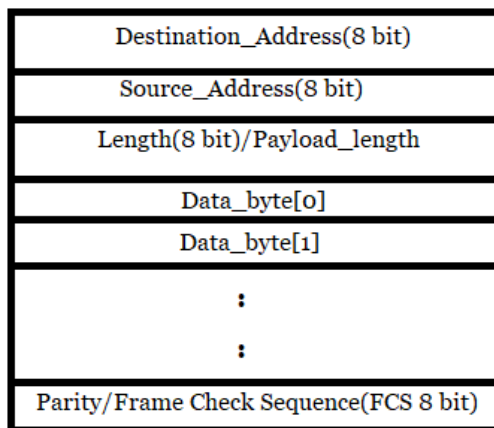 Destination_Address(8 bit)
Source_Address(8 bit)
Length(8 bit)/Payload_length
Data_byte[0]
Data_byte[1]
:
:
Parity/Frame Check Sequence(FCS 8 bit)